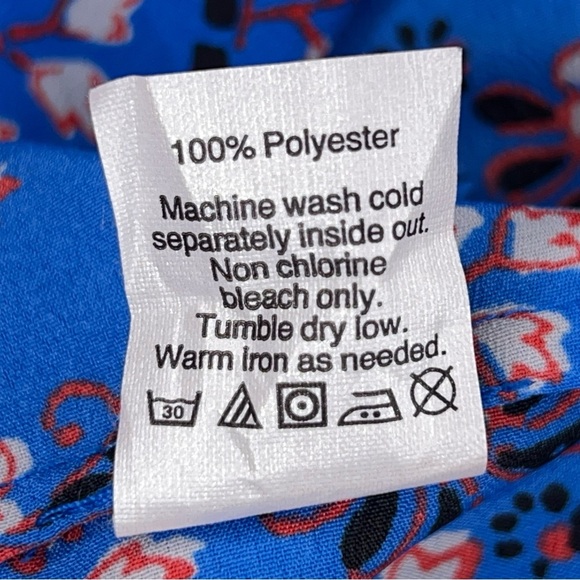 100% Polyester
Machine wash cold
separately inside out.
Non chlorine
bleach only.
Tumble dry low.
Warm iron as needed.
30